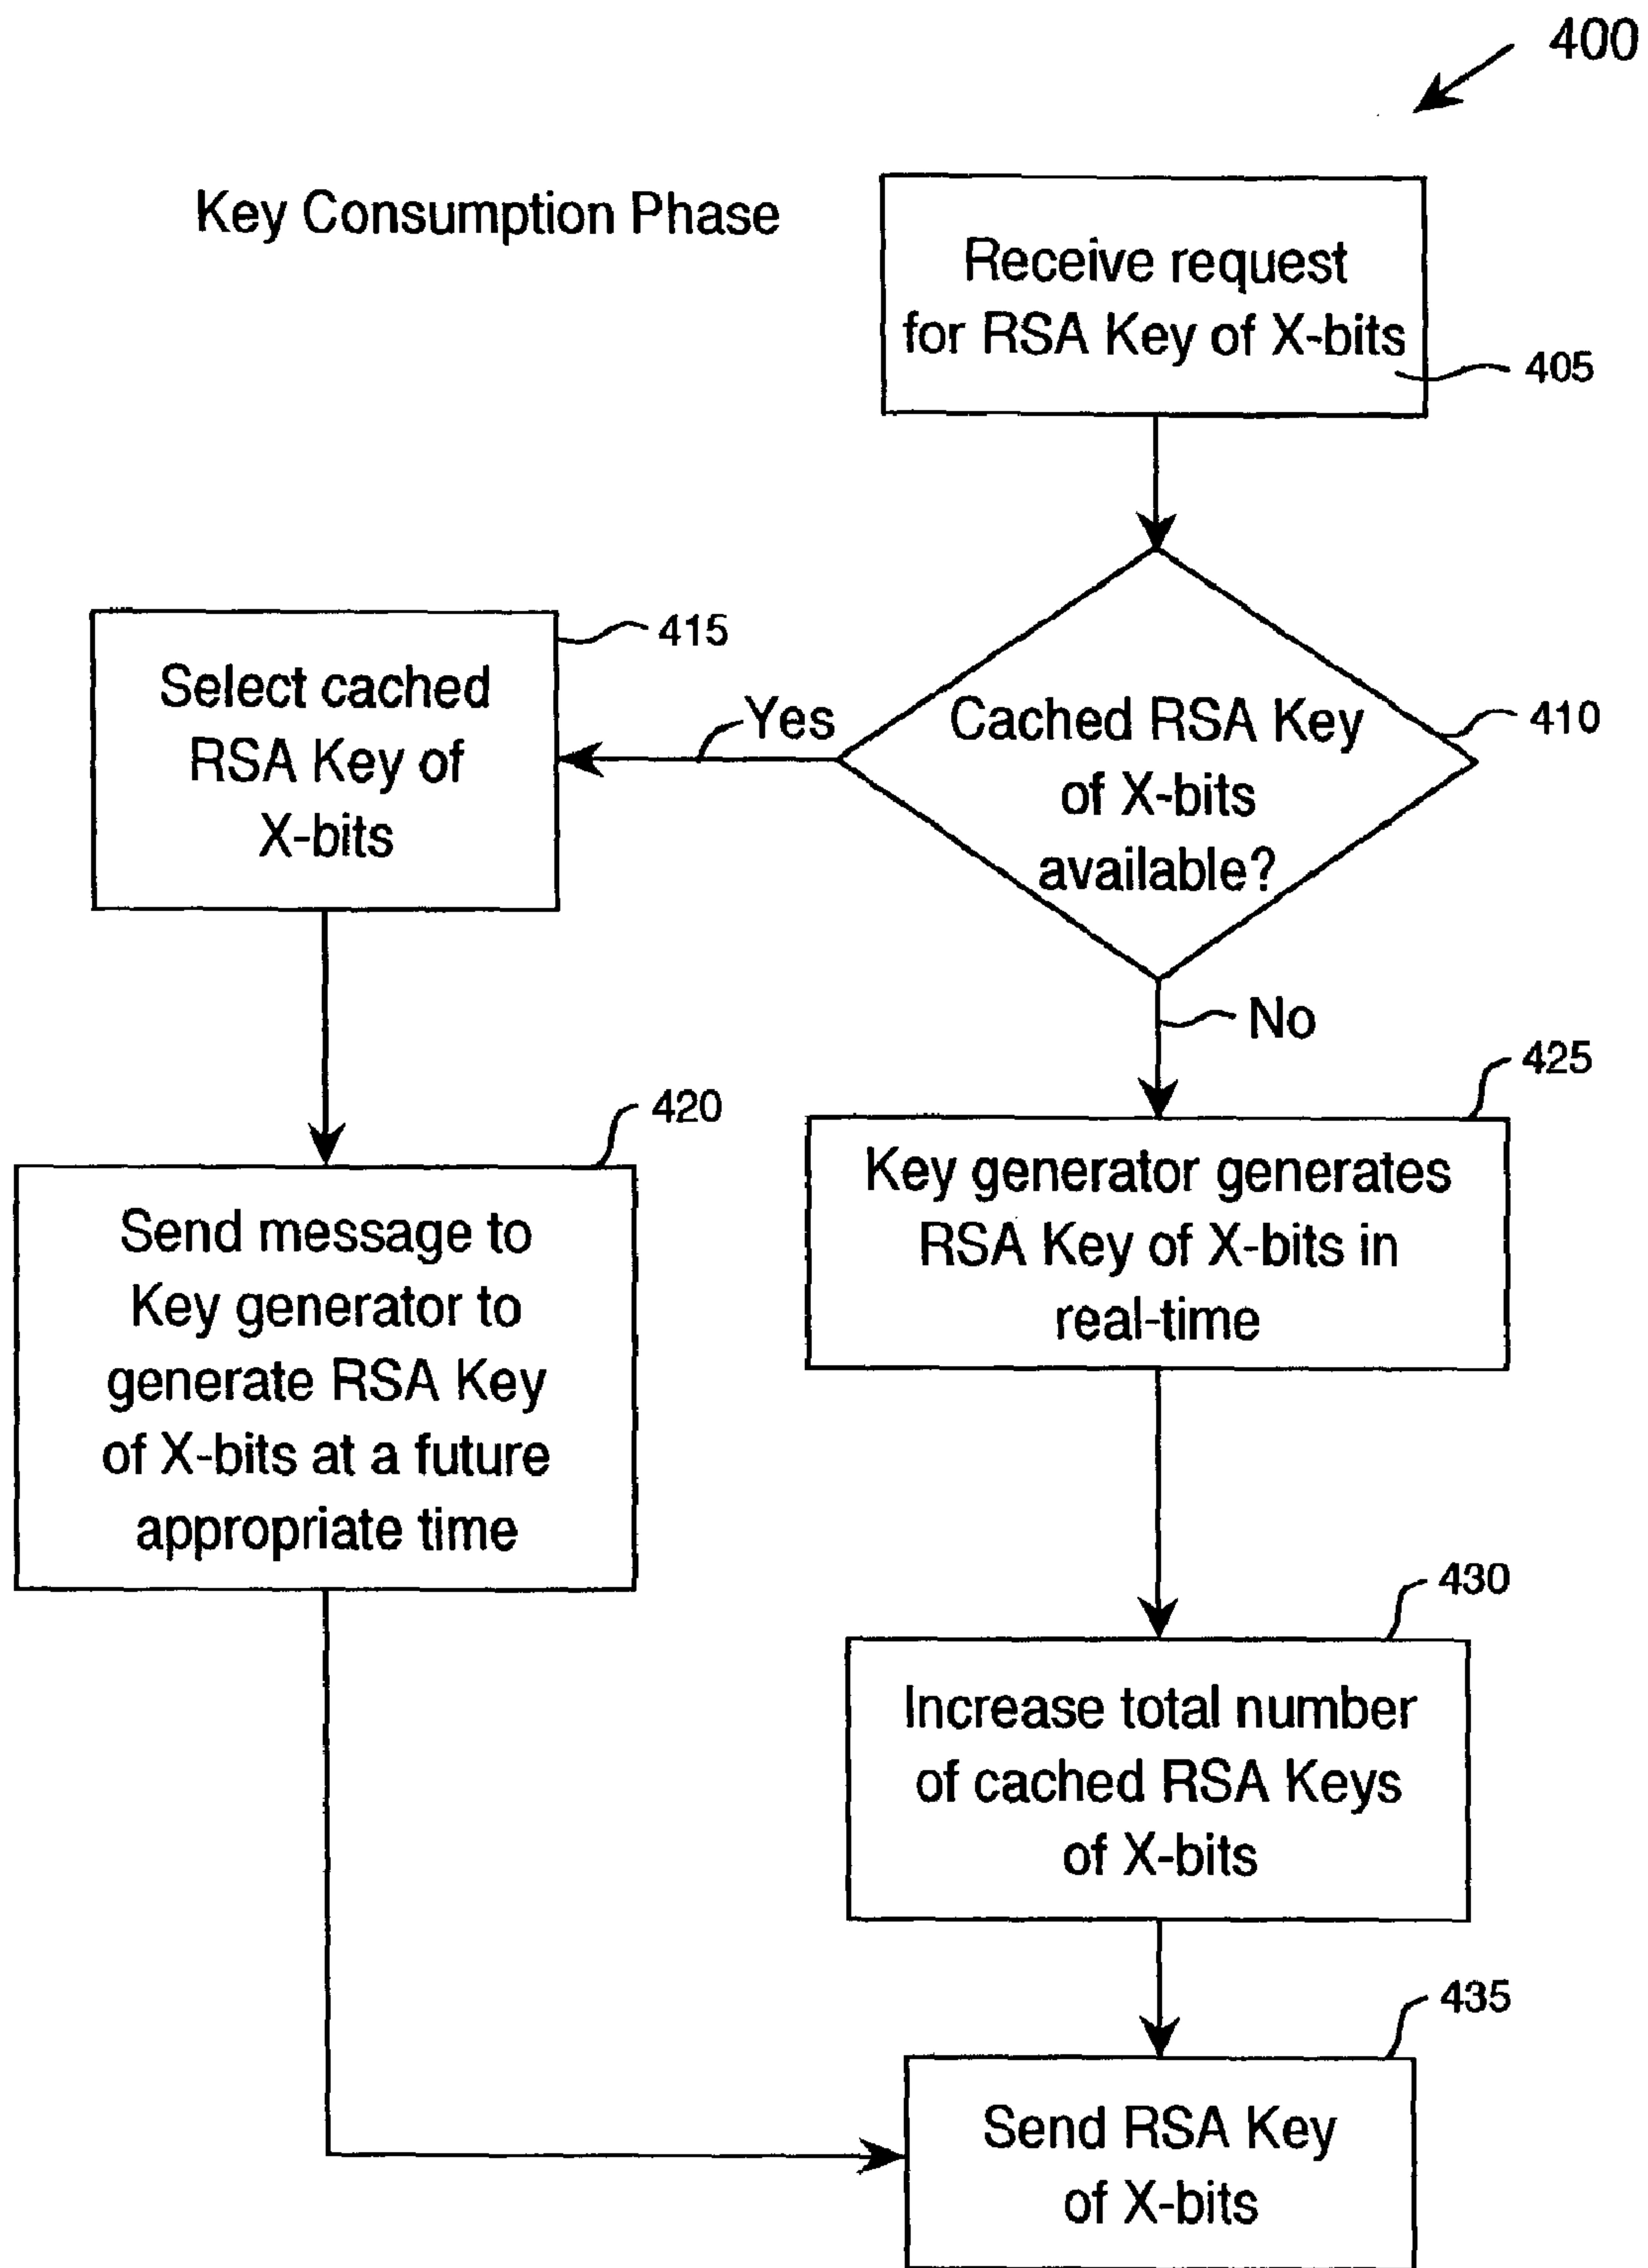 400
Key Consumption Phase
Receive request
for RSA Key of X-bits
405
Cached RSA Key
of X-bits
available?
410
Yes
415
Select cached
RSA Key of
X-bits
No
420
Send message to
Key generator to
generate RSA Key
of X-bits at a future
appropriate time
425
Key generator generates
RSA Key of X-bits in
real-time
430
Increase total number
of cached RSA Keys
of X-bits
435
Send RSA Key
of X-bits